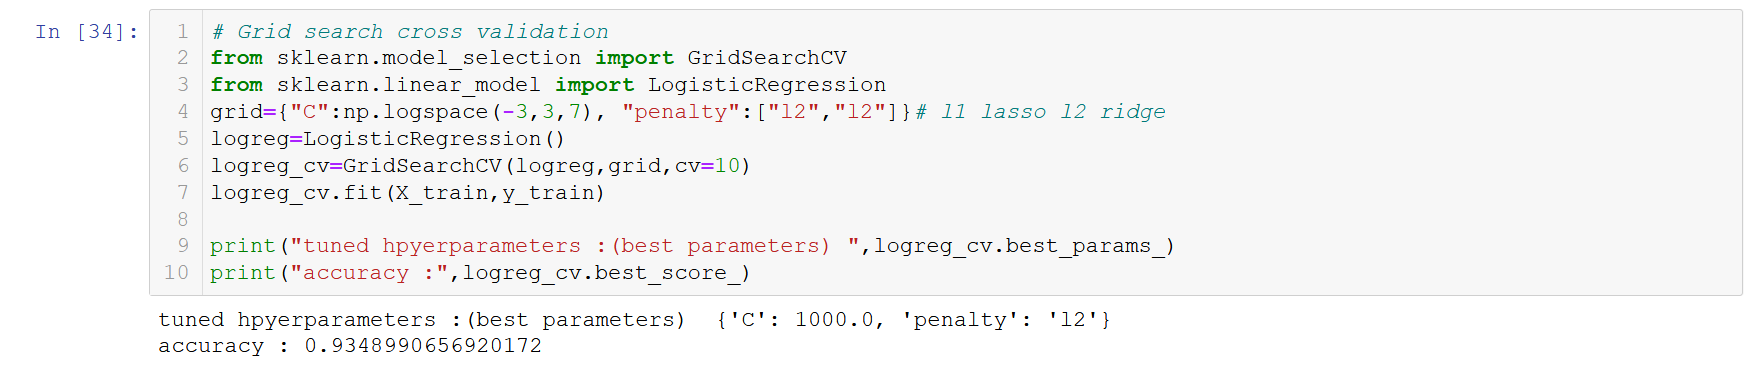 In [34]:
1 # Grid search cross validation
2 from sklearn.model_selection import GridSearchCV
3 from sklearn.linear_model import LogisticRegression
4 grid={"C":np.logspace(-3,3,7), "penalty":["l2","l2"]}# l1 lasso l2 ridge
5 logreg=LogisticRegression()
6 logreg_cv=GridSearchCV(logreg,grid,cv=10)
7 logreg_cv.fit(X_train,y_train)
8
9 print("tuned hpyerparameters :(best parameters) ",logreg_cv.best_params_)
10 print("accuracy :",logreg_cv.best_score_)
tuned hpyerparameters :(best parameters)  {'C': 1000.0, 'penalty': 'l2'}
accuracy : 0.9348990656920172